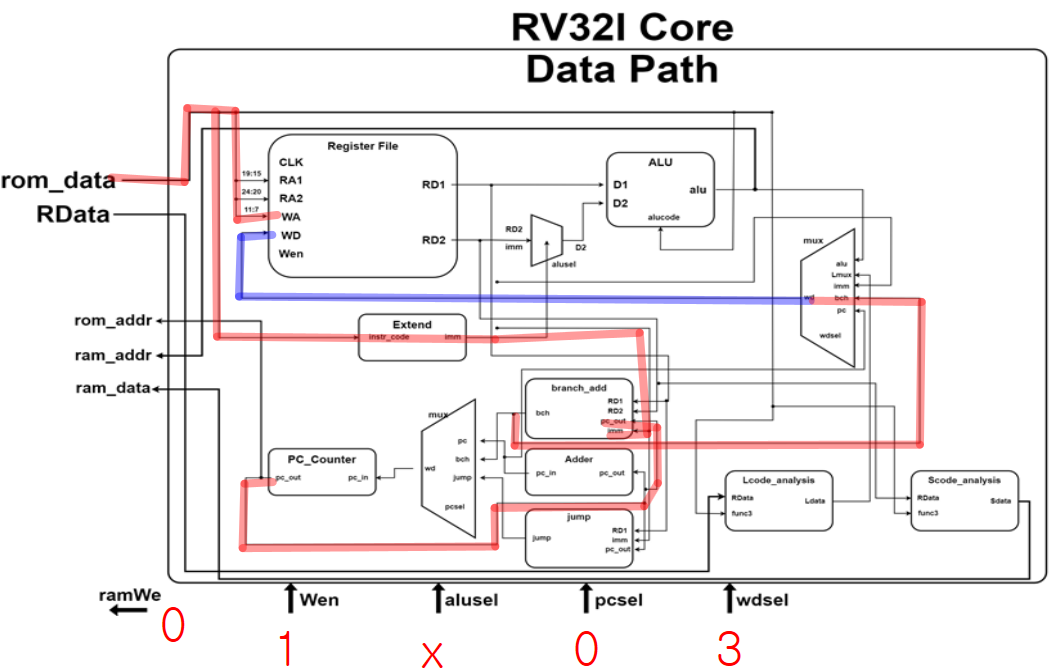 RV32I Core
Data Path
rom_data
RData
rom_addr
ram_addr
ram_data
Register File
CLK
19:15
RA1
24:20
RA2
11:7
WA
WD
Wen
RD1
RD2
RD2
imm
D2
alusel
ALU
D1
D2
alu
alucode
mux
alu
Lmux
imm
bch
wd
pc
wdsel
Extend
instr_code
imm
branch_add
RD1
RD2
bch
pc_out
imm
mux
pc
bch
wd
jump
pcsel
PC_Counter
pc_out
pc_in
Adder
pc_in
pc_out
jump
RD1
jump
imm
pc_out
Lcode_analysis
RData
Ldata
func3
Scode_analysis
RData
Sdata
func3
ramWe
Wen
alusel
pcsel
wdsel
0
1
x
0
3